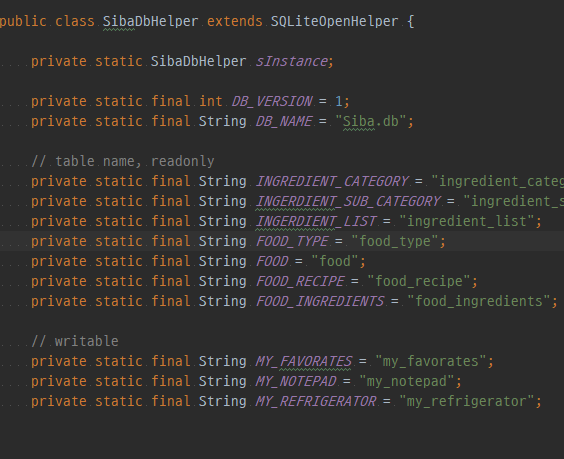 public class SibaDbHelper extends SQLiteOpenHelper {
private static SibaDbHelper sInstance;
private static final int DB_VERSION = 1;
private static final String DB_NAME = "Siba.db";
// table name, readonly
private static final String INGREDIENT_CATEGORY = "ingredient_categ
private static final String INGERDIENT_SUB_CATEGORY = "ingredient_s
private static final String INGERDIENT_LIST = "ingredient_list";
private static final String FOOD_TYPE = "food_type";
private static final String FOOD = "food";
private static final String FOOD_RECIPE = "food_recipe";
private static final String FOOD_INGREDIENTS = "food_ingredients";
// writable
private static final String MY_FAVORATES = "my_favorates";
private static final String MY_NOTEPAD = "my_notepad";
private static final String MY_REFRIGERATOR = "my_refrigerator";